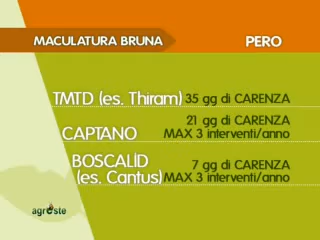 MACULATURA BRUNA PERO
TMTD (es. Thiram) 35 gg di CARENZA
21 gg di CARENZA
CAPTANO MAX 3 interventi/anno
BOSCALID 7 gg di CARENZA
(es. Cantus) MAX 3 interventi/anno
agroste